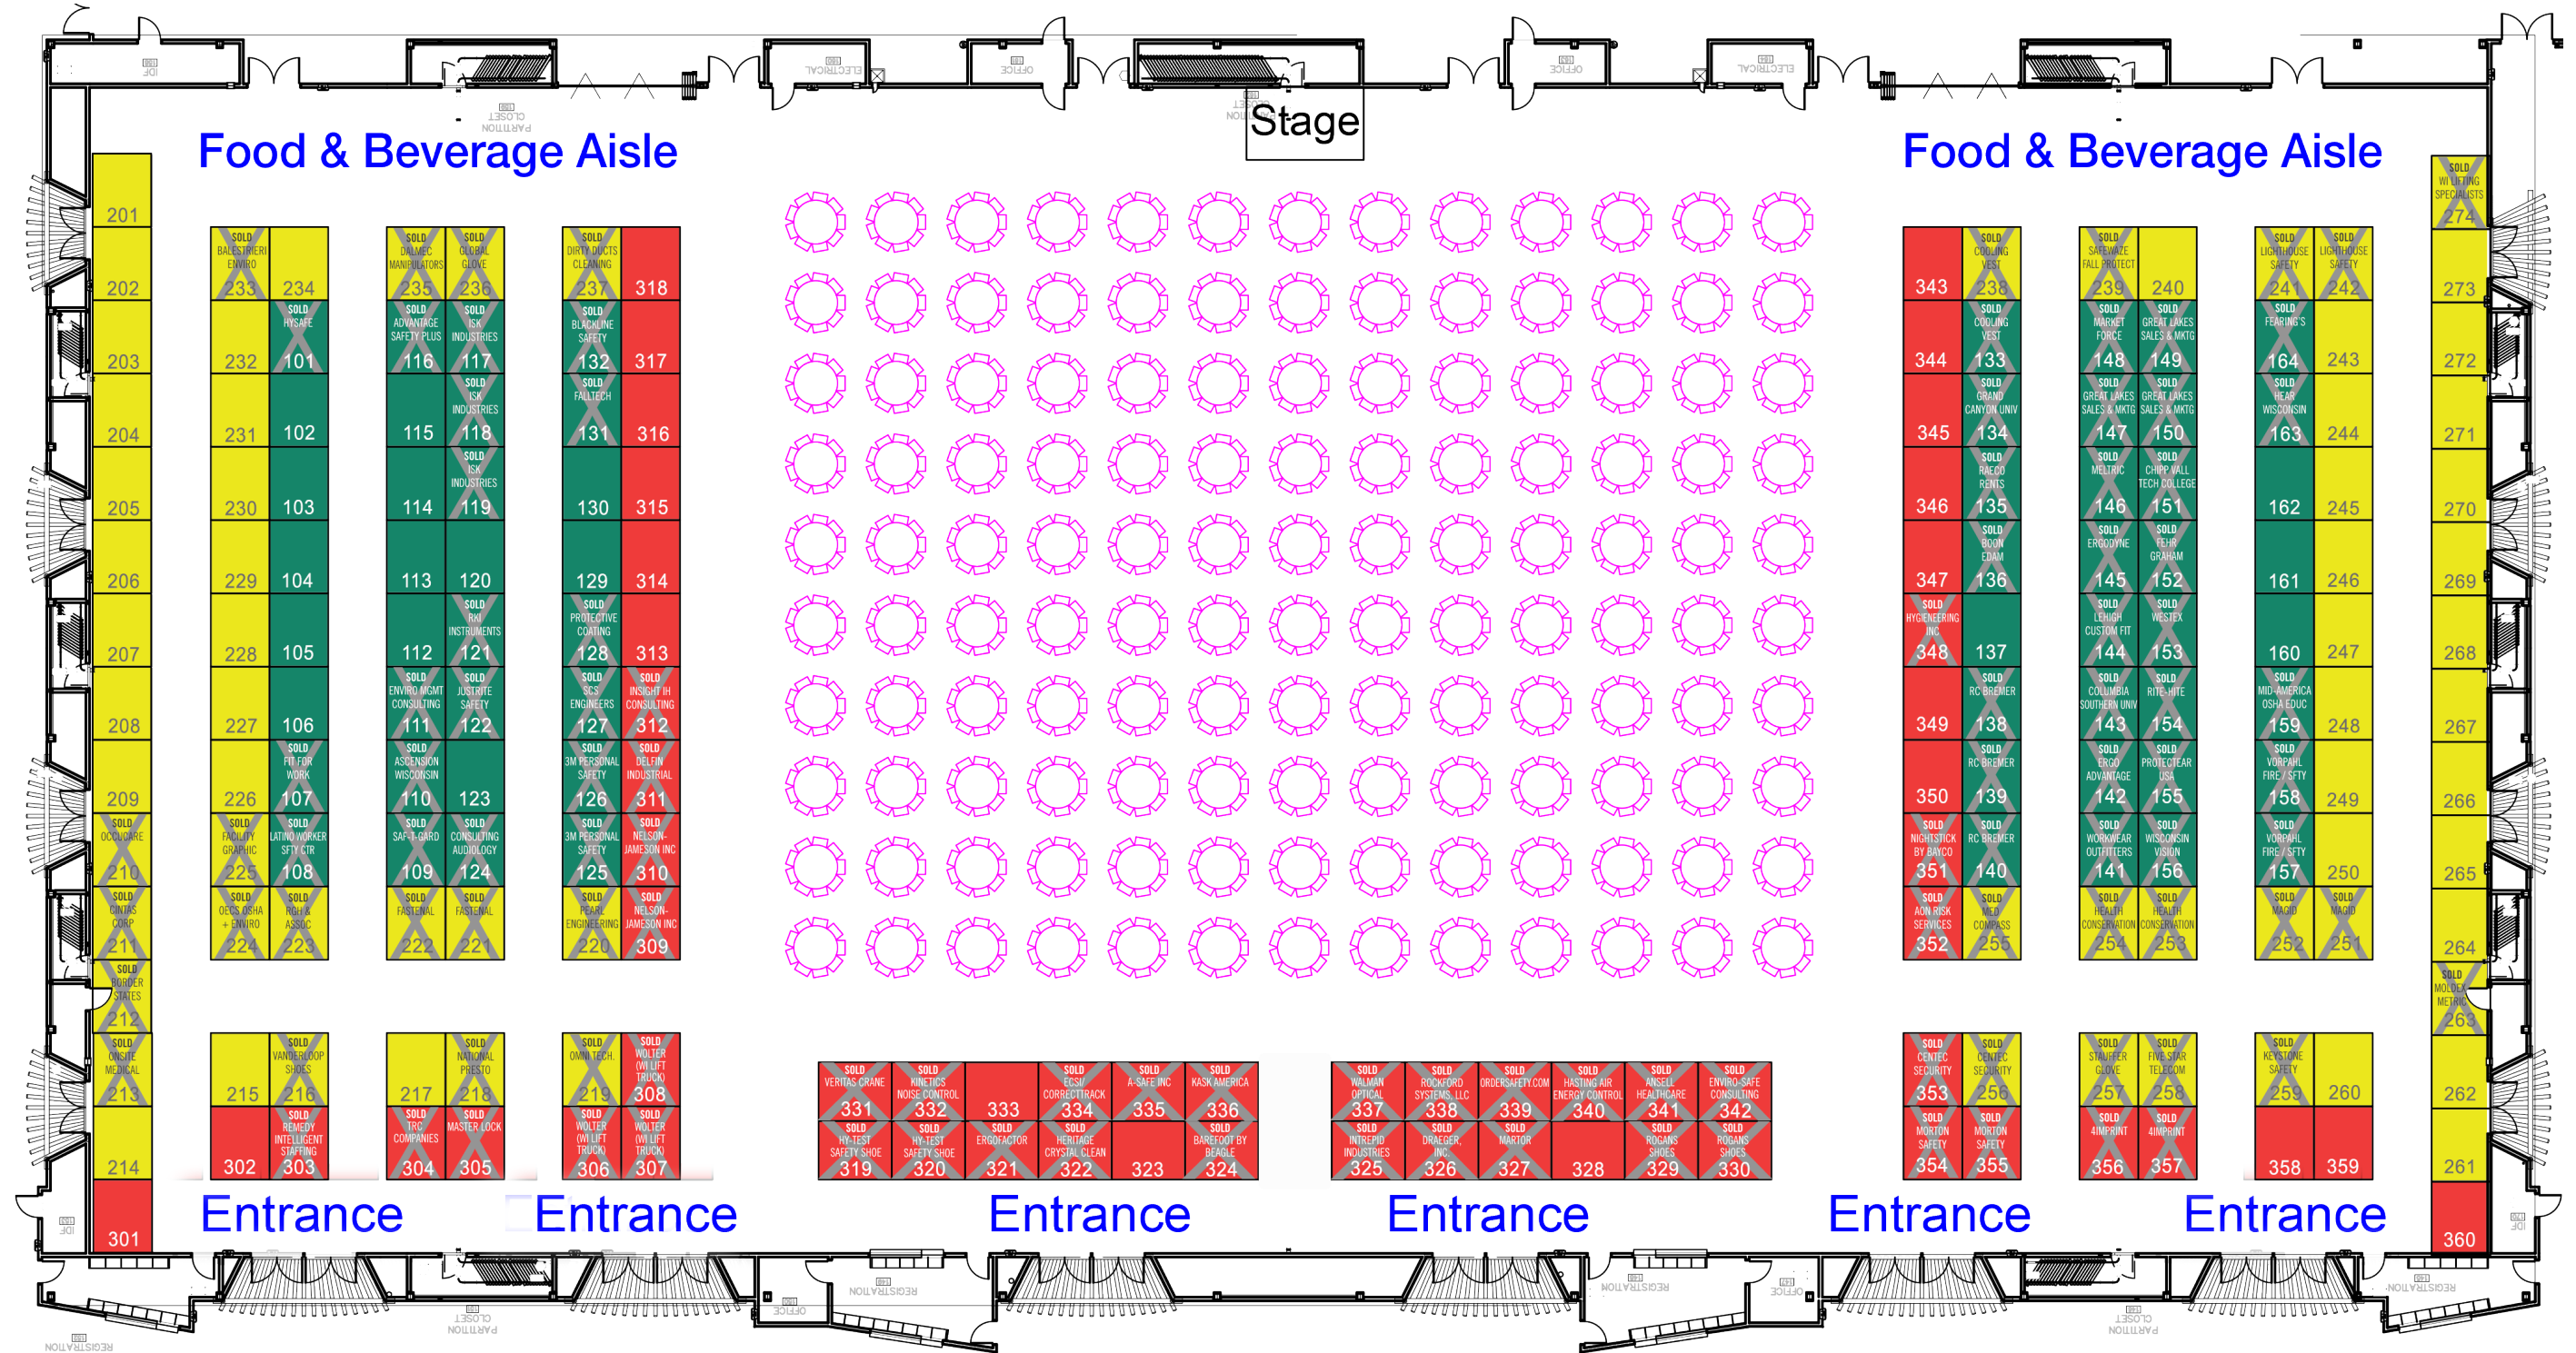 IDF
ELECTRICAL
OFFICE
OFFICE
ELECTRICAL
PARTITION
CLOSET
PARTITION
CLOSET
Stage
Food & Beverage Aisle
Food & Beverage Aisle
201
202
203
204
205
206
207
208
209
SOLD
OCCUCARE
210
SOLD
CINTAS
CORP
211
SOLD
BORDER
STATES
212
SOLD
ONSITE
MEDICAL
213
214
301
SOLD
BALESTRIERI
ENVIRO
233
232
231
230
229
228
227
226
SOLD
FACILITY
GRAPHIC
225
SOLD
OECS OSHA
+ ENVIRO
224
234
SOLD
HYSAFE
101
102
103
104
105
106
SOLD
FIT FOR
WORK
107
SOLD
LATINO WORKER
SFTY CTR
108
SOLD
RGH &
ASSOC
223
SOLD
DALMEC
MANIPULATORS
235
SOLD
ADVANTAGE
SAFETY PLUS
116
115
114
113
112
SOLD
ENVIRO MGMT
CONSULTING
111
SOLD
ASCENSION
WISCONSIN
110
SOLD
SAF-T-GARD
109
SOLD
FASTENAL
222
SOLD
GLOBAL
GLOVE
236
SOLD
ISK
INDUSTRIES
117
SOLD
ISK
INDUSTRIES
118
SOLD
ISK
INDUSTRIES
119
120
SOLD
RKI
INSTRUMENTS
121
SOLD
JUSTRITE
SAFETY
122
123
SOLD
CONSULTING
AUDIOLOGY
124
SOLD
FASTENAL
221
SOLD
DIRTY DUCTS
CLEANING
237
SOLD
BLACKLINE
SAFETY
132
SOLD
FALLTECH
131
130
129
SOLD
PROTECTIVE
COATING
128
SOLD
SCS
ENGINEERS
127
SOLD
3M PERSONAL
SAFETY
126
SOLD
3M PERSONAL
SAFETY
125
SOLD
PEARL
ENGINEERING
220
318
317
316
315
314
313
SOLD
INSIGHT IH
CONSULTING
312
SOLD
DELFIN
INDUSTRIAL
311
SOLD
NELSON-
JAMESON INC
310
SOLD
NELSON-
JAMESON INC
309
343
344
345
346
347
SOLD
HYGIENEERING
INC
348
349
350
SOLD
NIGHTSTICK
BY BAYCO
351
SOLD
AON RISK
SERVICES
352
SOLD
COOLING
VEST
238
SOLD
COOLING
VEST
133
SOLD
GRAND
CANYON UNIV
134
SOLD
RAECO
RENTS
135
SOLD
BOON
EDAM
136
137
SOLD
RC BREMER
138
SOLD
RC BREMER
139
SOLD
RC BREMER
140
SOLD
MED
COMPASS
255
SOLD
SAFEWAZE
FALL PROTECT
239
SOLD
MARKET
FORCE
148
SOLD
GREAT LAKES
SALES & MKTG
147
SOLD
MELTRIC
146
SOLD
ERGODYNE
145
SOLD
LEHIGH
CUSTOM FIT
144
SOLD
COLUMBIA
SOUTHERN UNIV
143
SOLD
ERGO
ADVANTAGE
142
SOLD
WORKWEAR
OUTFITTERS
141
SOLD
HEALTH
CONSERVATION
254
240
SOLD
GREAT LAKES
SALES & MKTG
149
SOLD
GREAT LAKES
SALES & MKTG
150
SOLD
CHIPP VALL
TECH COLLEGE
151
SOLD
FEHR
GRAHAM
152
SOLD
WESTEX
153
SOLD
RITE-HITE
154
SOLD
PROTECTEAR
USA
155
SOLD
WISCONSIN
VISION
156
SOLD
HEALTH
CONSERVATION
253
SOLD
LIGHTHOUSE
SAFETY
241
SOLD
FEARING'S
164
SOLD
HEAR
WISCONSIN
163
162
161
160
SOLD
MID-AMERICA
OSHA EDUC
159
SOLD
VORPAHL
FIRE / SFTY
158
SOLD
VORPAHL
FIRE / SFTY
157
SOLD
MAGID
252
SOLD
LIGHTHOUSE
SAFETY
242
243
244
245
246
247
248
249
250
SOLD
MAGID
251
SOLD
WI LIFTING
SPECIALISTS
274
273
272
271
270
269
268
267
266
265
264
SOLD
MOLDEX
METRIC
263
262
261
360
215
SOLD
VANDERLOOP
SHOES
216
302
SOLD
REMEDY
INTELLIGENT
STAFFING
303
217
SOLD
NATIONAL
PRESTO
218
SOLD
TRC
COMPANIES
304
SOLD
MASTER LOCK
305
SOLD
OMNI TECH.
219
SOLD
WOLTER
(WI LIFT
TRUCK)
308
SOLD
WOLTER
(WI LIFT
TRUCK)
306
SOLD
WOLTER
(WI LIFT
TRUCK)
307
SOLD
VERITAS CRANE
331
SOLD
KINETICS
NOISE CONTROL
332
333
SOLD
ECSI/
CORRECTTRACK
334
SOLD
A-SAFE INC
335
SOLD
KASK AMERICA
336
SOLD
HY-TEST
SAFETY SHOE
319
SOLD
HY-TEST
SAFETY SHOE
320
SOLD
ERGOFACTOR
321
SOLD
HERITAGE
CRYSTAL CLEAN
322
323
SOLD
BAREFOOT BY
BEAGLE
324
SOLD
WALMAN
OPTICAL
337
SOLD
ROCKFORD
SYSTEMS, LLC
338
SOLD
ORDERSAFETY.COM
339
SOLD
HASTING AIR
ENERGY CONTROL
340
SOLD
ANSELL
HEALTHCARE
341
SOLD
ENVIRO-SAFE
CONSULTING
342
SOLD
INTREPID
INDUSTRIES
325
SOLD
DRAEGER,
INC.
326
SOLD
MARTOR
327
328
SOLD
ROGANS
SHOES
329
SOLD
ROGANS
SHOES
330
SOLD
CENTEC
SECURITY
353
SOLD
CENTEC
SECURITY
256
SOLD
MORTON
SAFETY
354
SOLD
MORTON
SAFETY
355
SOLD
STAUFFER
GLOVE
257
SOLD
FIVE STAR
TELECOM
258
SOLD
4IMPRINT
356
SOLD
4IMPRINT
357
SOLD
KEYSTONE
SAFETY
259
260
358
359
Entrance
Entrance
Entrance
Entrance
Entrance
Entrance
IDF
IDF
REGISTRATION
PARTITION
CLOSET
OFFICE
REGISTRATION
REGISTRATION
OFFICE
PARTITION
CLOSET
REGISTRATION